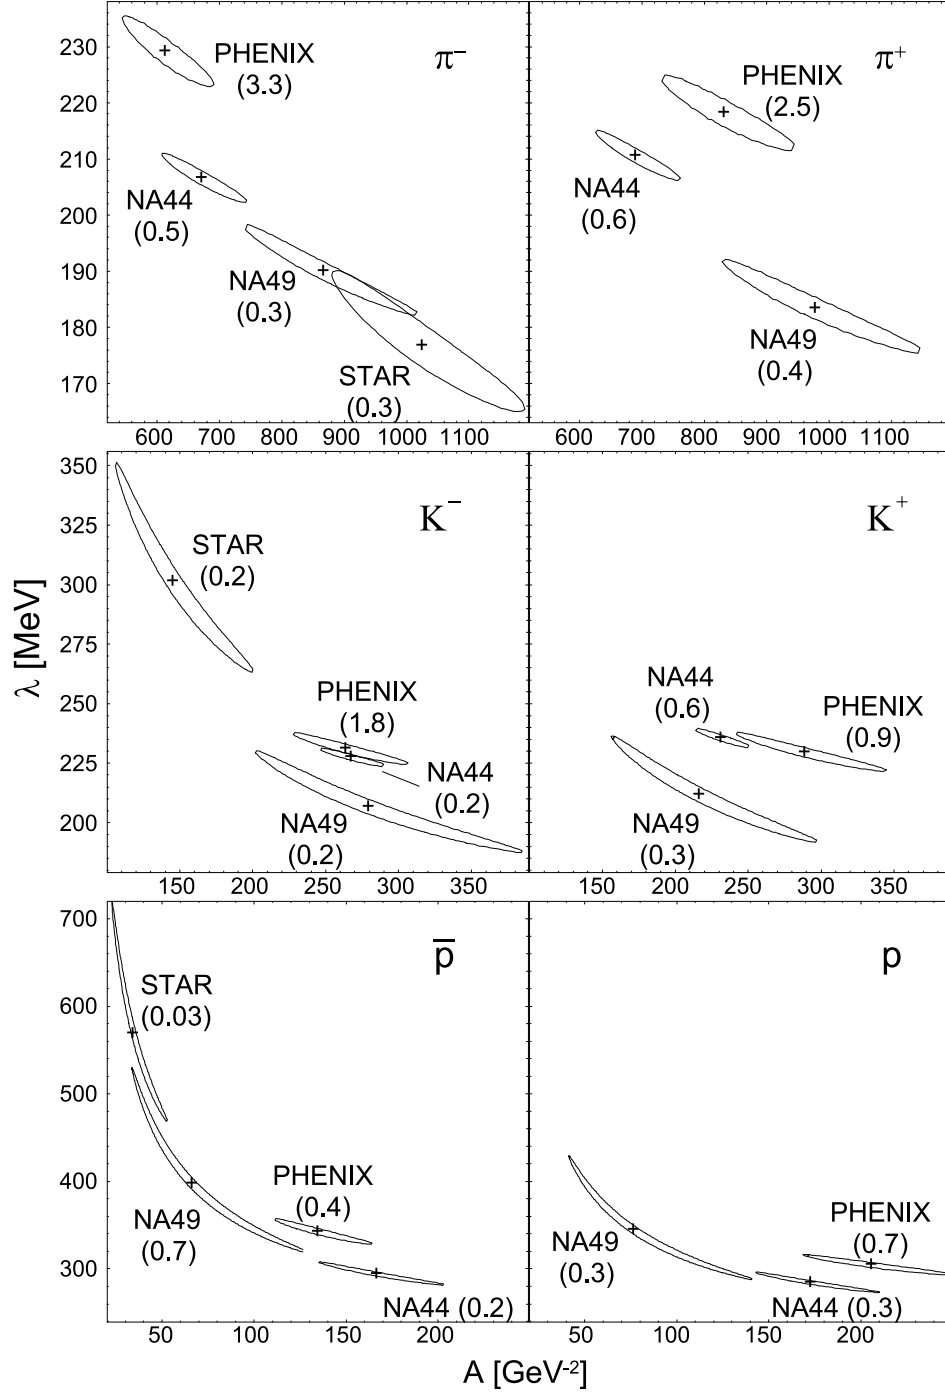 π⁻
π⁺
230
220
210
200
190
180
170
PHENIX
(3.3)
NA44
(0.5)
NA49
(0.3)
STAR
(0.3)
PHENIX
(2.5)
NA44
(0.6)
NA49
(0.4)
600 700 800 900 1000 1100
600 700 800 900 1000 1100
λ [MeV]
K⁻
K⁺
350
325
300
275
250
225
200
STAR
(0.2)
PHENIX
(1.8)
NA44
(0.2)
NA49
(0.2)
NA44
(0.6)
PHENIX
(0.9)
NA49
(0.3)
150 200 250 300 350
150 200 250 300 350
p̅
p
700
600
500
400
300
STAR
(0.03)
NA49
(0.7)
PHENIX
(0.4)
NA44 (0.2)
NA49
(0.3)
PHENIX
(0.7)
NA44 (0.3)
50 100 150 200
50 100 150 200
A [GeV⁻²]